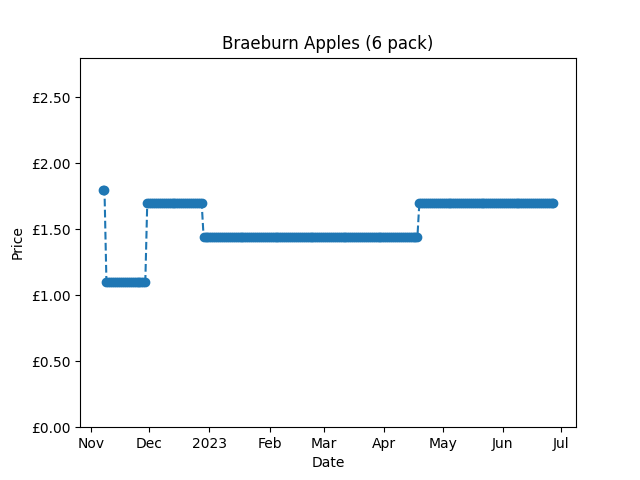 Braeburn Apples (6 pack)
£2.50
£2.00
£1.50
£1.00
£0.50
£0.00
Price
Nov Dec 2023 Feb Mar Apr May Jun Jul
Date